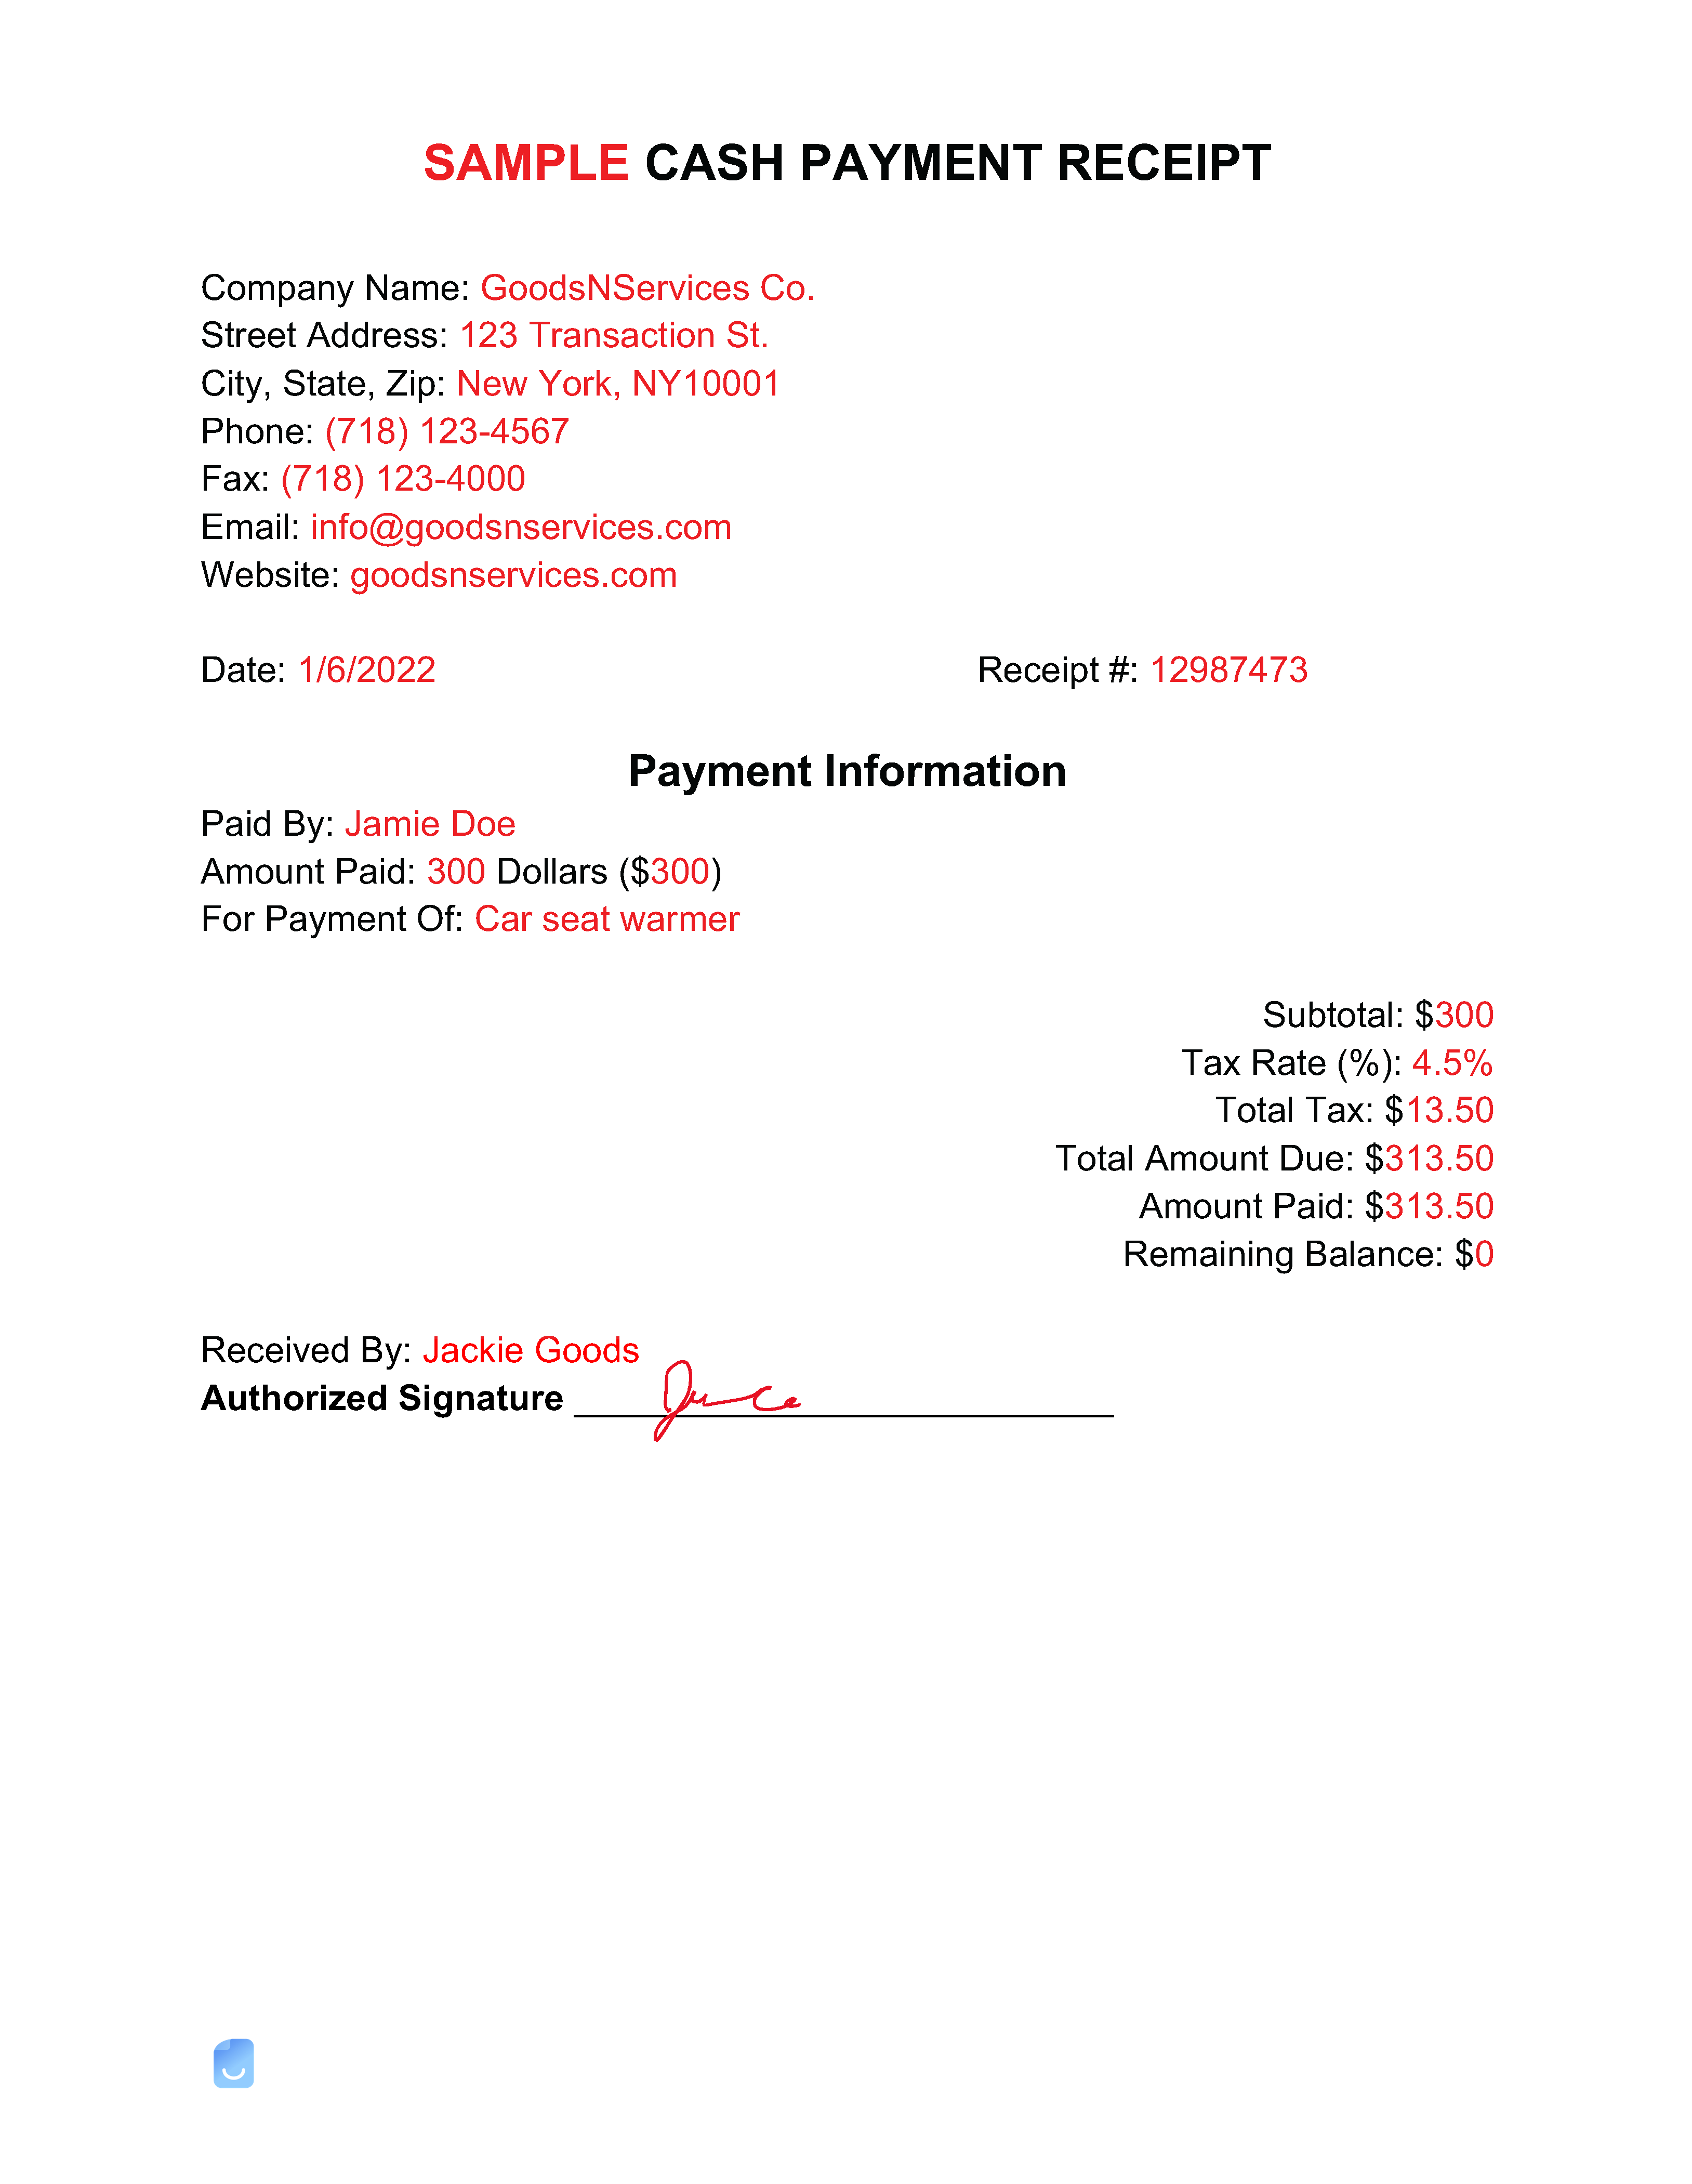 SAMPLE CASH PAYMENT RECEIPT
Company Name: GoodsNServices Co.
Street Address: 123 Transaction St.
City, State, Zip: New York, NY10001
Phone: (718) 123-4567
Fax: (718) 123-4000
Email: info@goodsnservices.com
Website: goodsnservices.com
Date: 1/6/2022 Receipt #: 12987473
Payment Information
Paid By: Jamie Doe
Amount Paid: 300 Dollars ($300)
For Payment Of: Car seat warmer
Subtotal: $300
Tax Rate (%): 4.5%
Total Tax: $13.50
Total Amount Due: $313.50
Amount Paid: $313.50
Remaining Balance: $0
Received By: Jackie Goods
Authorized Signature